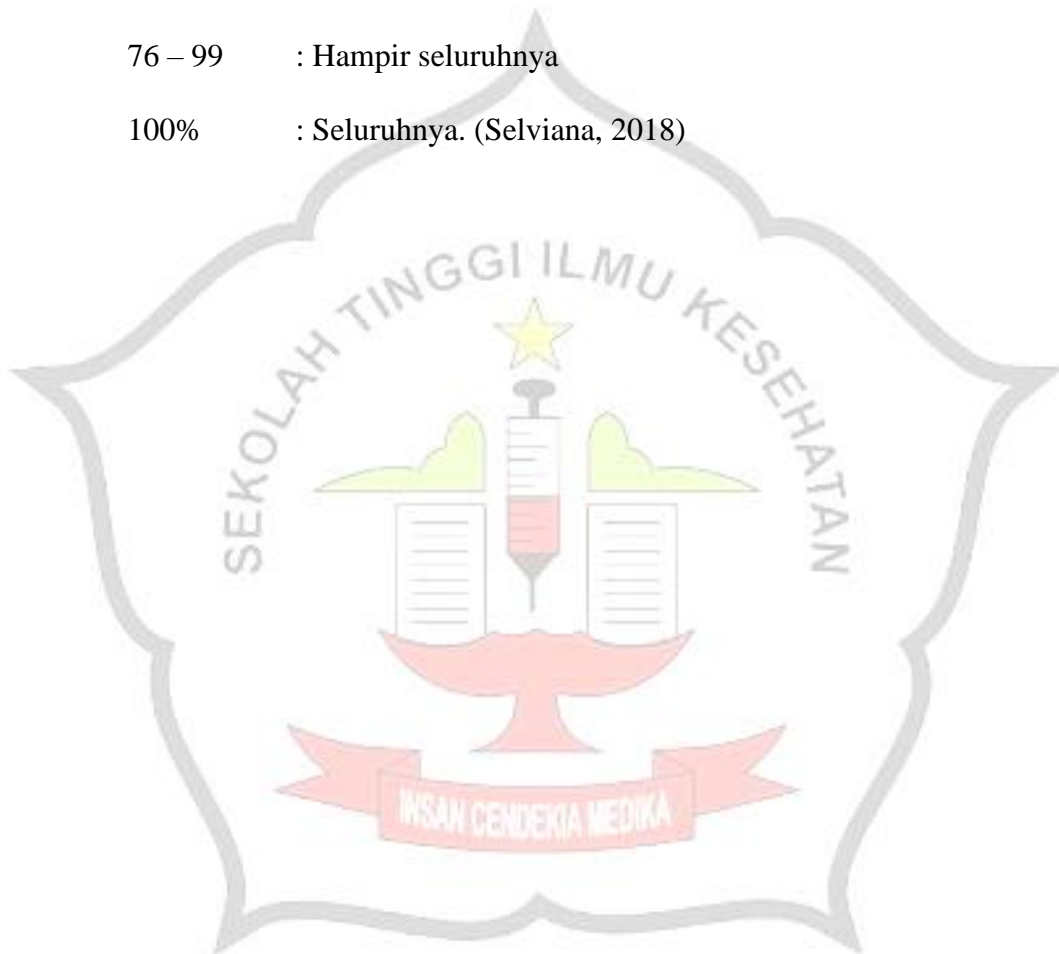 76 – 99 : Hampir seluruhnya
100% : Seluruhnya. (Selviana, 2018)
SEKOLAH TINGGI ILMU KESEHATAN
INSAN CENDEKIA MEDIKA